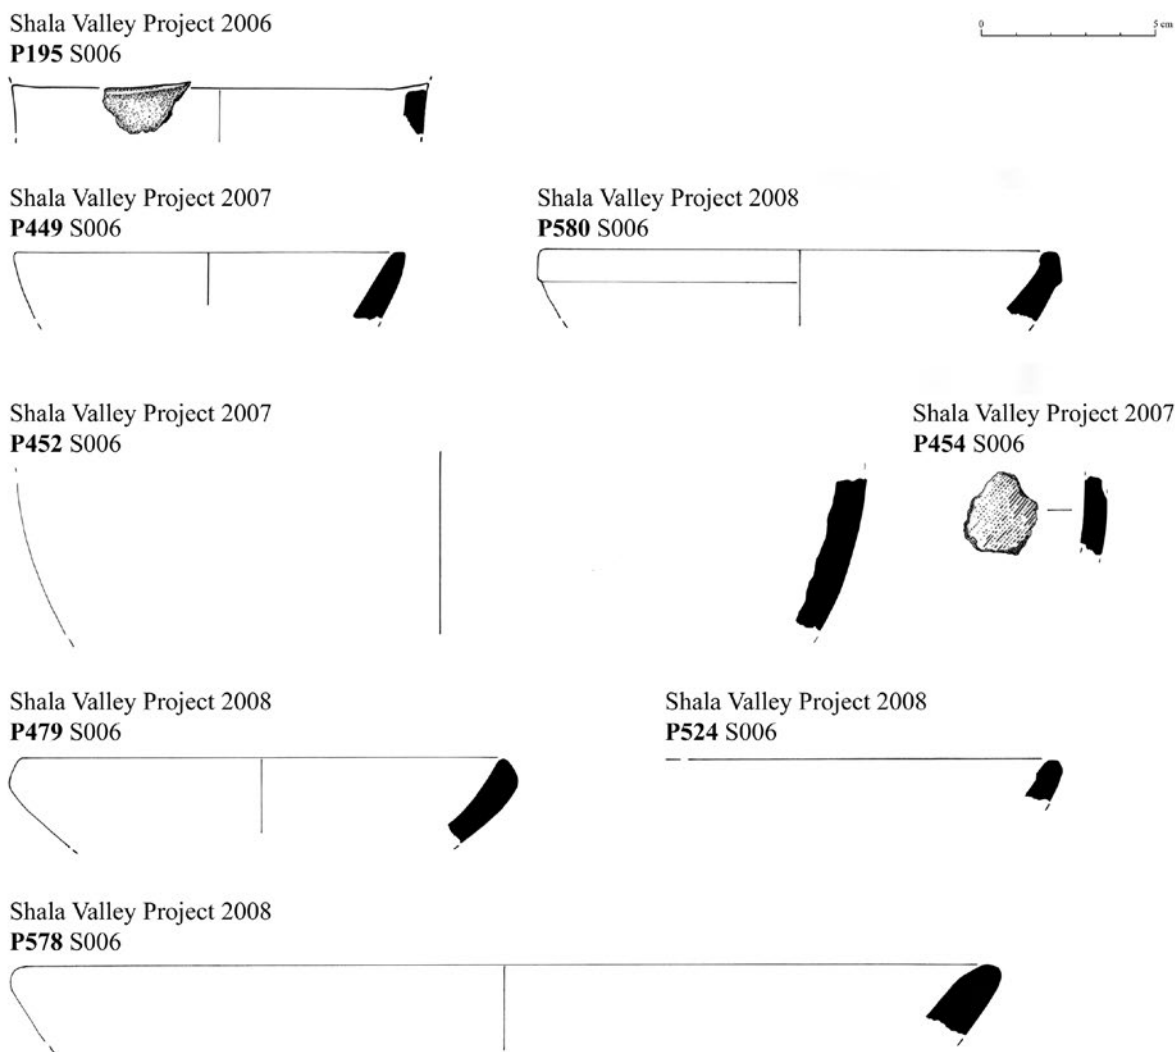 Shala Valley Project 2006
P195 S006
0 5 cm
Shala Valley Project 2007
P449 S006
Shala Valley Project 2008
P580 S006
Shala Valley Project 2007
P452 S006
Shala Valley Project 2007
P454 S006
Shala Valley Project 2008
P479 S006
Shala Valley Project 2008
P524 S006
Shala Valley Project 2008
P578 S006